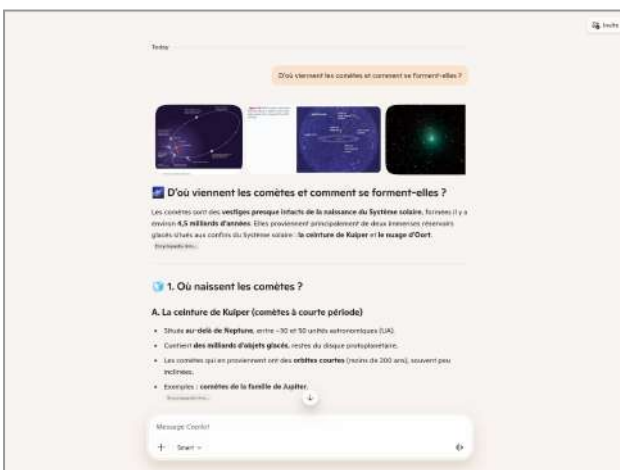 Invite
Today
D'où viennent les comètes et comment se forment-elles ?
D'où viennent les comètes et comment se forment-elles ?
Les comètes sont des vestiges presque intacts de la naissance du Système solaire, formées il y a
environ 4,5 milliards d'années. Elles proviennent principalement de deux immenses réservoirs
glacés situés aux confins du Système solaire : la ceinture de Kuiper et le nuage d'Oort.
1. Où naissent les comètes ?
A. La ceinture de Kuiper (comètes à courte période)
Située au-delà de Neptune, entre ~30 et 50 unités astronomiques (UA).
Contient des milliards d'objets glacés, restes du disque protoplanétaire.
Les comètes qui en proviennent ont des orbites courtes (moins de 200 ans), souvent peu
inclinées.
Exemples : comètes de la famille de Jupiter.
Message Copilot
Smart